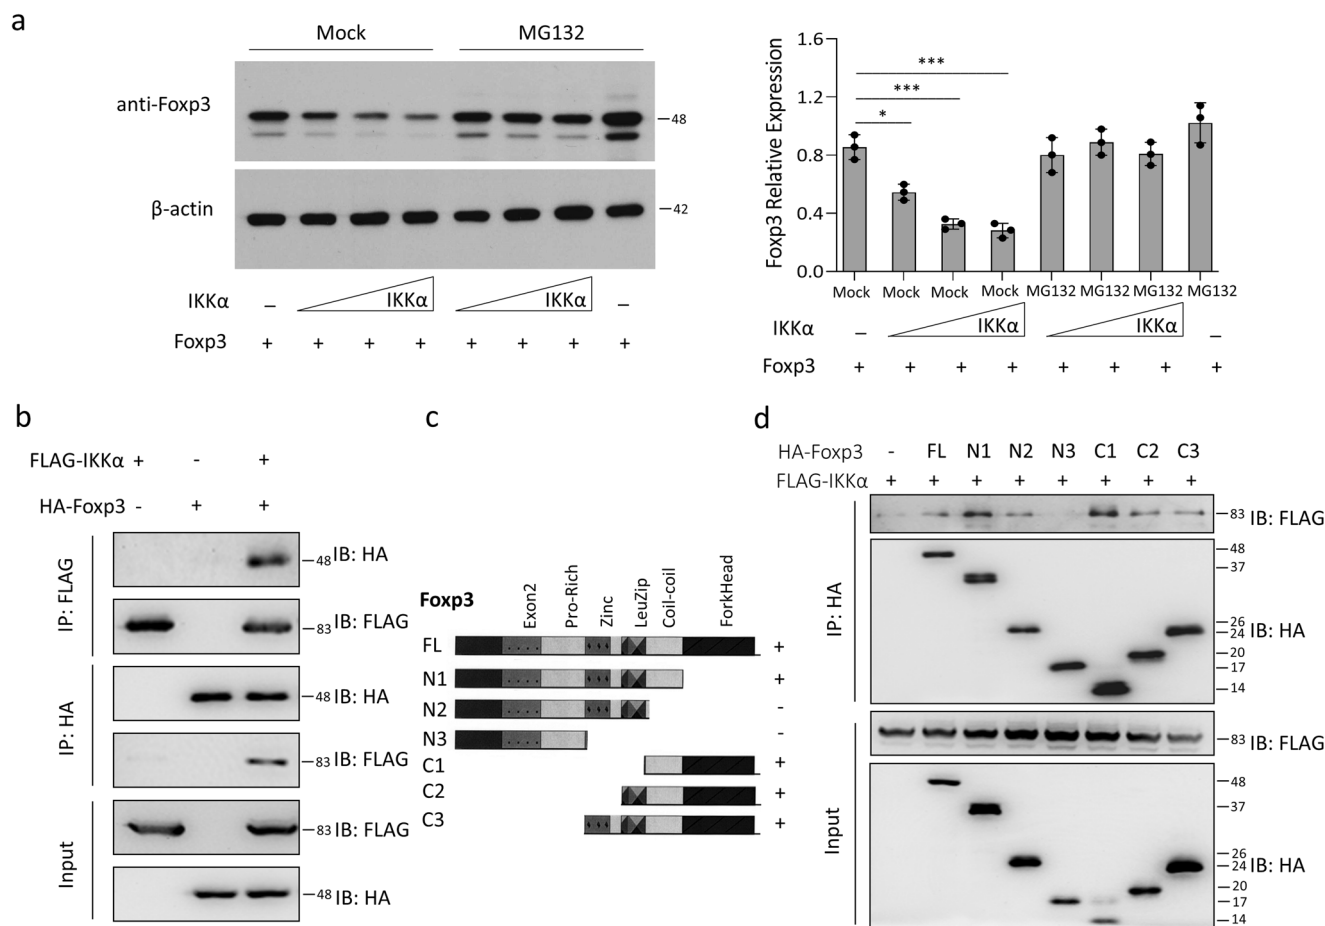 a
Mock MG132
anti-Foxp3
48
β-actin
42
IKKα – IKKα IKKα –
Foxp3 + + + + + + + +
Foxp3 Relative Expression
1.6
1.2
0.8
0.4
0.0
***
***
*
Mock Mock Mock Mock MG132 MG132 MG132 MG132
IKKα – IKKα IKKα –
Foxp3 + + + + + + + +
b
FLAG-IKKα + - +
HA-Foxp3 - + +
IP: FLAG
48 IB: HA
83 IB: FLAG
IP: HA
48 IB: HA
83 IB: FLAG
Input
83 IB: FLAG
48 IB: HA
c
Foxp3 Exon2 Pro-Rich Zinc LeuZip Coil-coil ForkHead
FL +
N1 +
N2 -
N3 -
C1 +
C2 +
C3 +
d
HA-Foxp3 - FL N1 N2 N3 C1 C2 C3
FLAG-IKKα + + + + + + + +
IP: HA
83 IB: FLAG
48
37
26
24 IB: HA
20
17
14
Input
83 IB: FLAG
48
37
26
24 IB: HA
20
17
14